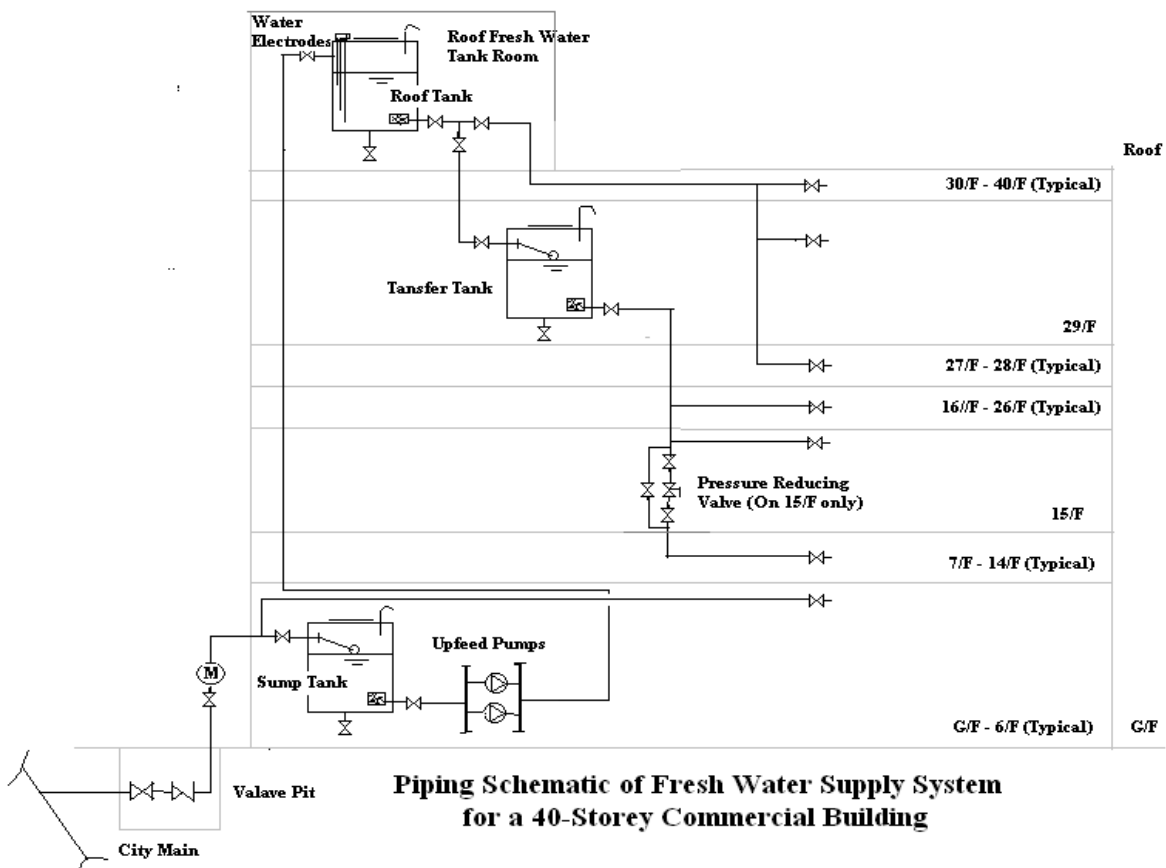 Water
Electrodes
Roof Fresh Water
Tank Room
Roof Tank
Roof
30/F - 40/F (Typical)
Tansfer Tank
29/F
27/F - 28/F (Typical)
16//F - 26/F (Typical)
Pressure Reducing
Valve (On 15/F only)
15/F
7/F - 14/F (Typical)
Upfeed Pumps
M
Sump Tank
G/F - 6/F (Typical)
G/F
Valave Pit
City Main
Piping Schematic of Fresh Water Supply System
for a 40-Storey Commercial Building